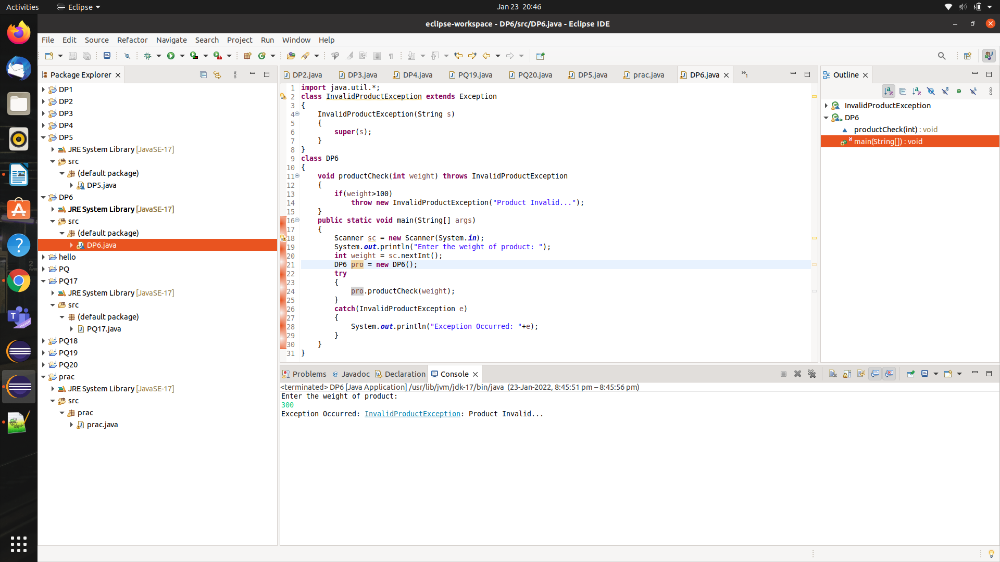 Activities Eclipse Jan 23 20:46
eclipse-workspace - DP6/src/DP6.java - Eclipse IDE
File Edit Source Refactor Navigate Search Project Run Window Help
Package Explorer
DP1
DP2
DP3
DP4
DP5
JRE System Library [JavaSE-17]
src
(default package)
DP5.java
DP6
JRE System Library [JavaSE-17]
src
(default package)
DP6.java
hello
PQ
PQ17
JRE System Library [JavaSE-17]
src
(default package)
PQ17.java
PQ18
PQ19
PQ20
prac
JRE System Library [JavaSE-17]
src
prac
prac.java
DP2.java DP3.java DP4.java PQ19.java PQ20.java DP5.java prac.java DP6.java »1
1 import java.util.*;
2 class InvalidProductException extends Exception
3 {
4 InvalidProductException(String s)
5 {
6 super(s);
7 }
8 }
9 class DP6
10 {
11 void productCheck(int weight) throws InvalidProductException
12 {
13 if(weight>100)
14 throw new InvalidProductException("Product Invalid...");
15 }
16 public static void main(String[] args)
17 {
18 Scanner sc = new Scanner(System.in);
19 System.out.println("Enter the weight of product: ");
20 int weight = sc.nextInt();
21 DP6 pro = new DP6();
22 try
23 {
24 pro.productCheck(weight);
25 }
26 catch(InvalidProductException e)
27 {
28 System.out.println("Exception Occurred: "+e);
29 }
30 }
31 }
Outline
InvalidProductException
DP6
productCheck(int) : void
main(String[]) : void
Problems Javadoc Declaration Console
<terminated> DP6 [Java Application] /usr/lib/jvm/jdk-17/bin/java (23-Jan-2022, 8:45:51 pm – 8:45:56 pm)
Enter the weight of product:
300
Exception Occurred: InvalidProductException: Product Invalid...